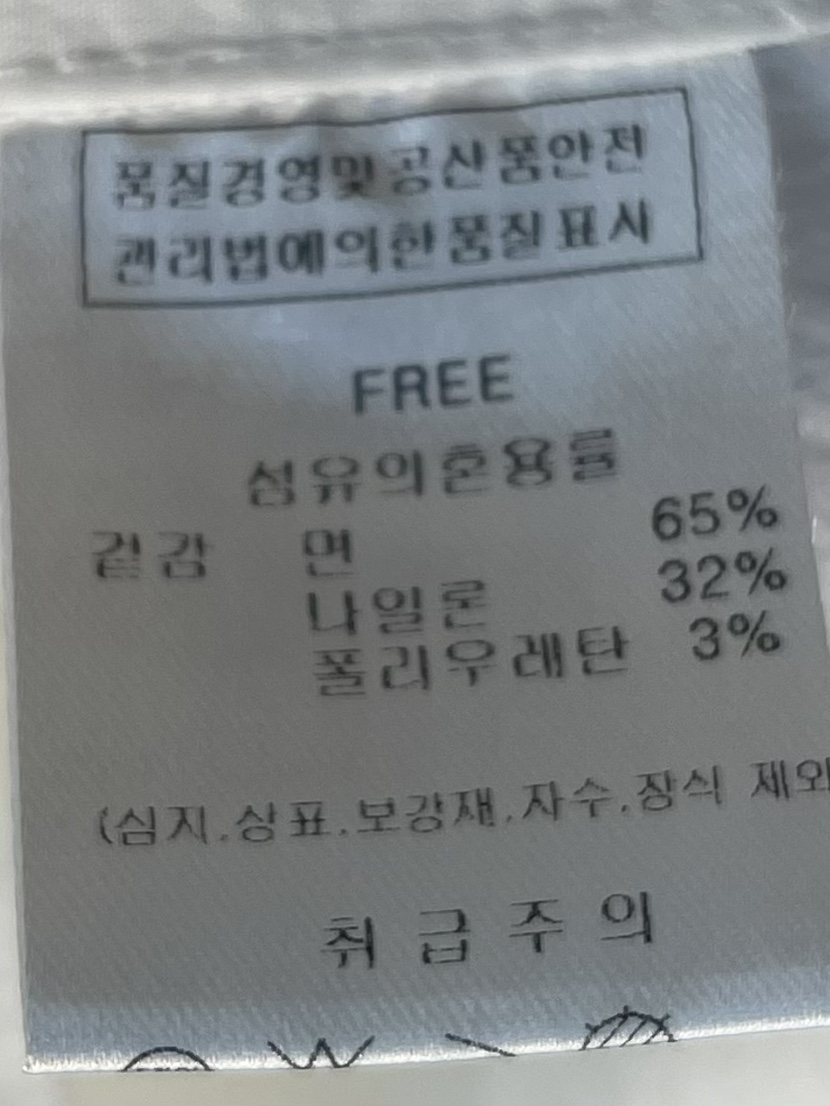 품질경영및공산품안전
관리법에의한품질표시
FREE
섬유의혼용률
겉감 면 65%
나일론 32%
폴리우레탄 3%
(심지.상표.보강재.자수.장식 제외
취급주의